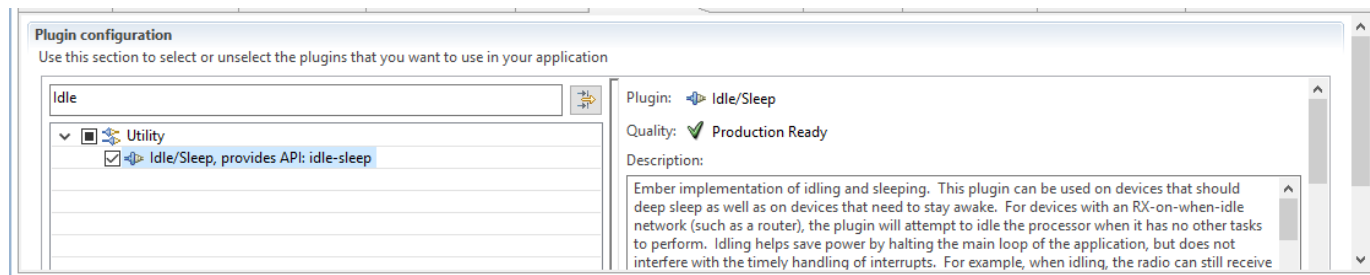 Plugin configuration
Use this section to select or unselect the plugins that you want to use in your application
Idle
Utility
Idle/Sleep, provides API: idle-sleep
Plugin: Idle/Sleep
Quality: Production Ready
Description:
Ember implementation of idling and sleeping. This plugin can be used on devices that should
deep sleep as well as on devices that need to stay awake. For devices with an RX-on-when-idle
network (such as a router), the plugin will attempt to idle the processor when it has no other tasks
to perform. Idling helps save power by halting the main loop of the application, but does not
interfere with the timely handling of interrupts. For example, when idling, the radio can still receive